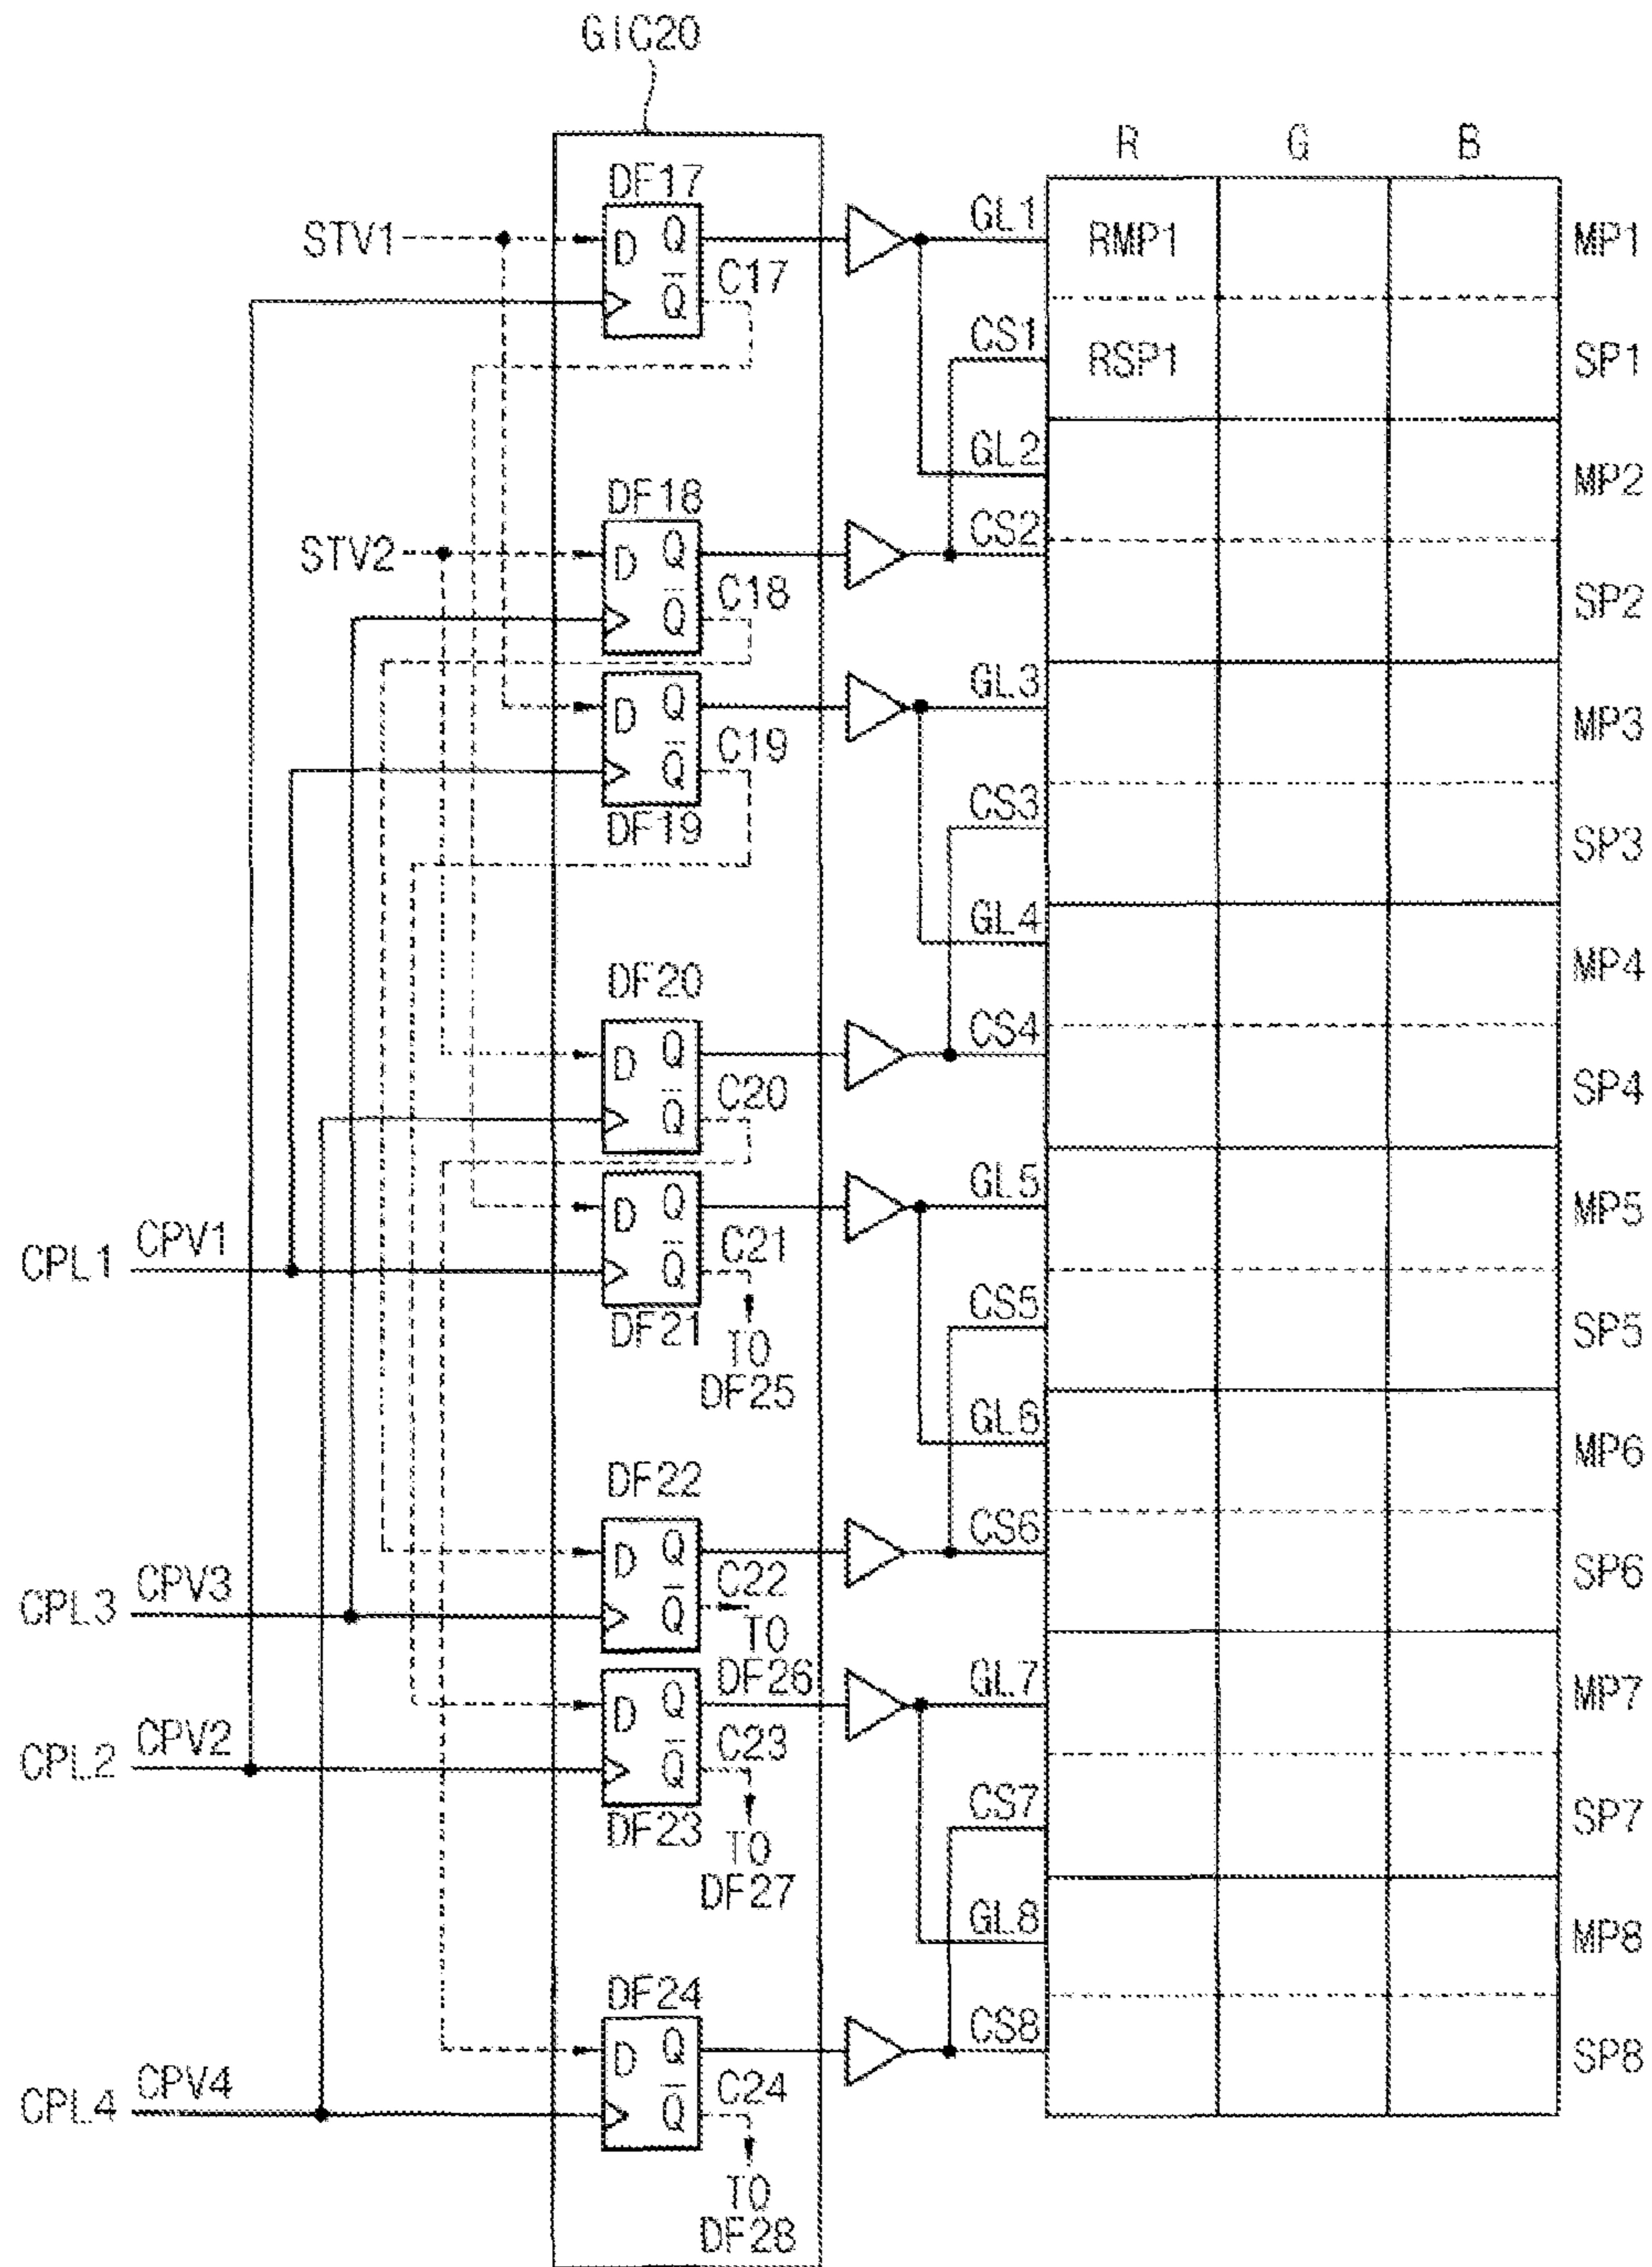 GIC20
R G B
DF17
STV1 D Q GL1 RMP1 MP1
Q C17
CS1 RSP1 SP1
GL2 MP2
DF18
STV2 D Q CS2
Q C18 SP2
D Q GL3 MP3
Q C19
DF19 CS3 SP3
GL4 MP4
DF20
D Q CS4
Q C20 SP4
D Q GL5 MP5
CPL1 CPV1 Q C21
DF21 CS5 SP5
TO
DF25
GL6 MP6
DF22
D Q CS6 SP6
CPL3 CPV3 Q C22
TO
DF26
D Q GL7 MP7
CPL2 CPV2 Q C23
DF23 CS7 SP7
TO
DF27
GL8 MP8
DF24
D Q CS8 SP8
CPL4 CPV4 Q C24
TO
DF28